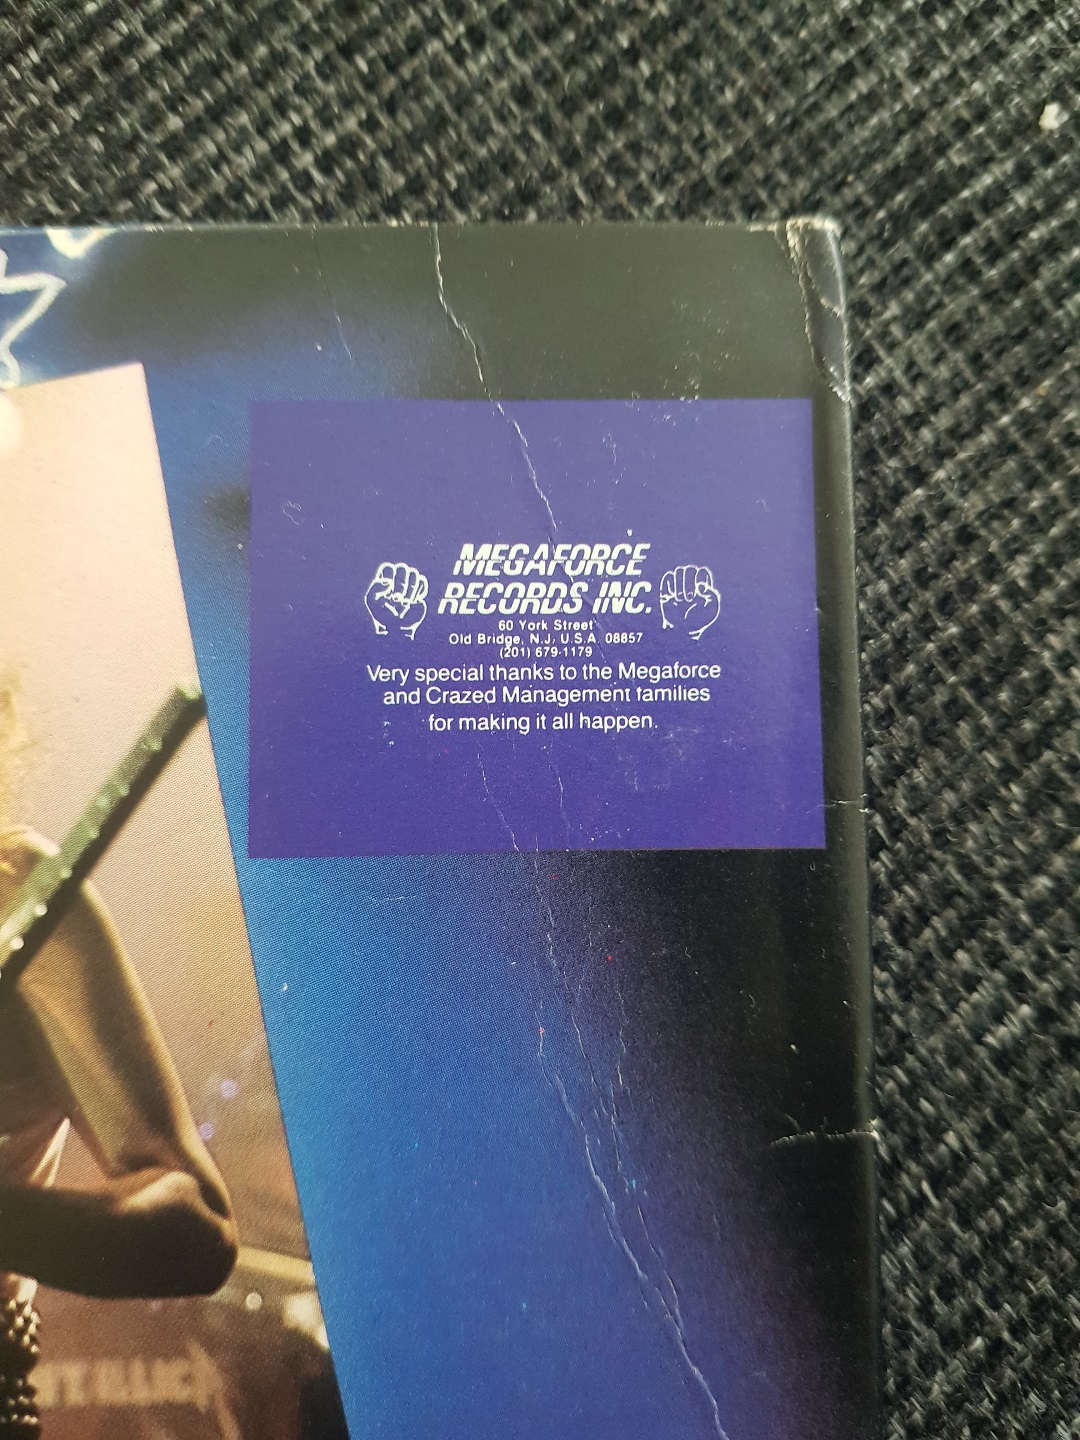 MEGAFORCE
RECORDS INC.
60 York Street
Old Bridge, N.J. U.S.A. 08857
(201) 679-1179
Very special thanks to the Megaforce
and Crazed Management families
for making it all happen.